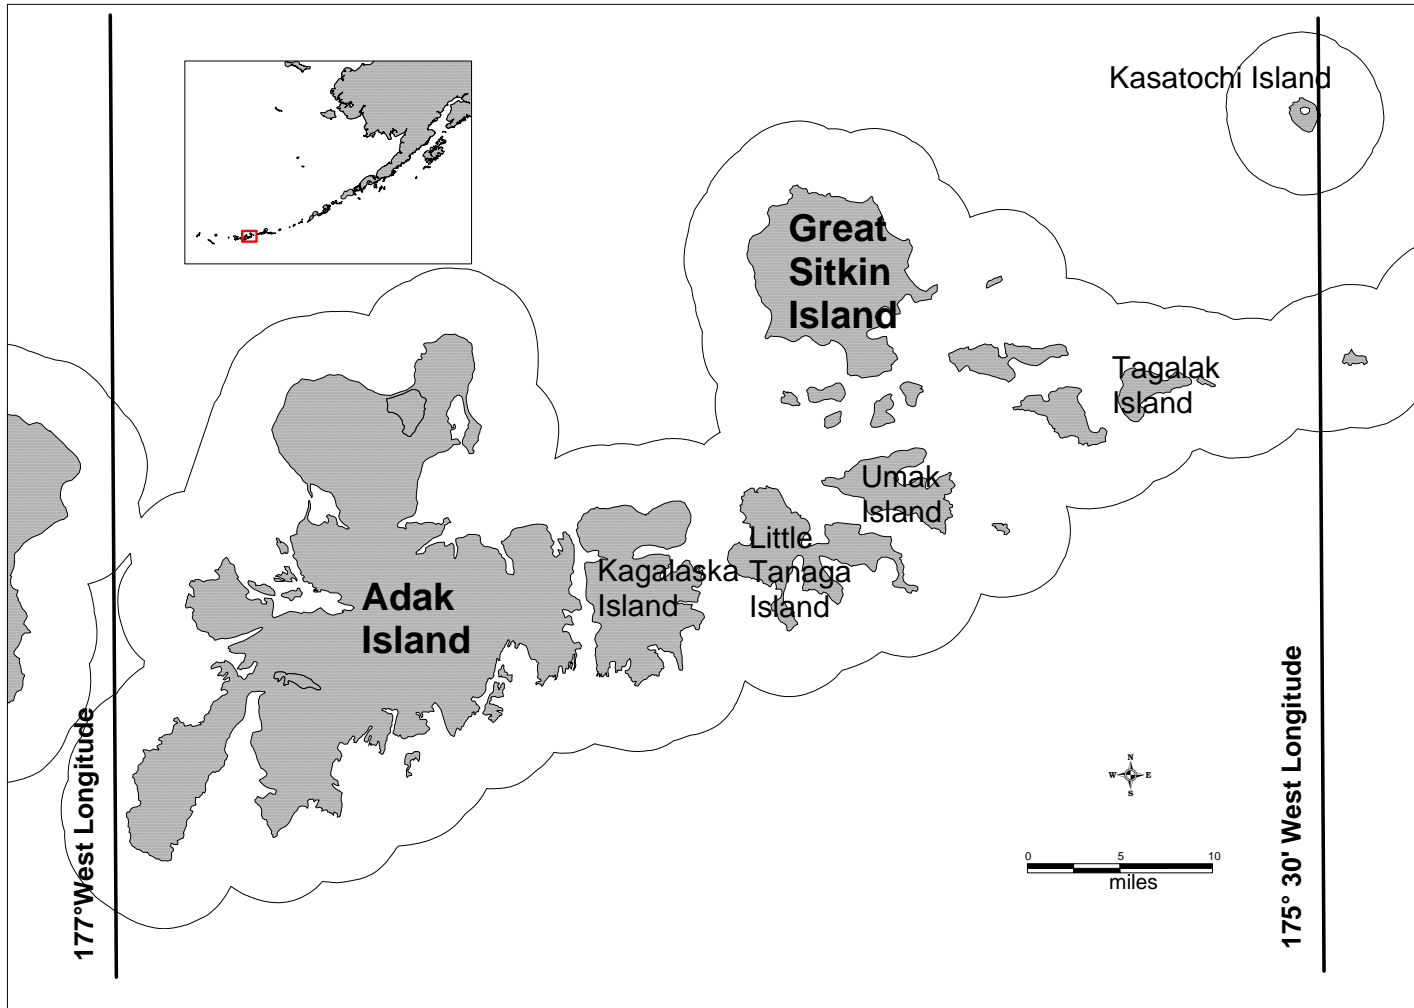 Kasatochi Island
Great
Sitkin
Island
Tagalak
Island
Umak
Island
Little
Tanaga
Island
Kagalaska
Island
Adak
Island
177°West Longitude
175° 30' West Longitude
N
W E
S
0 5 10
miles